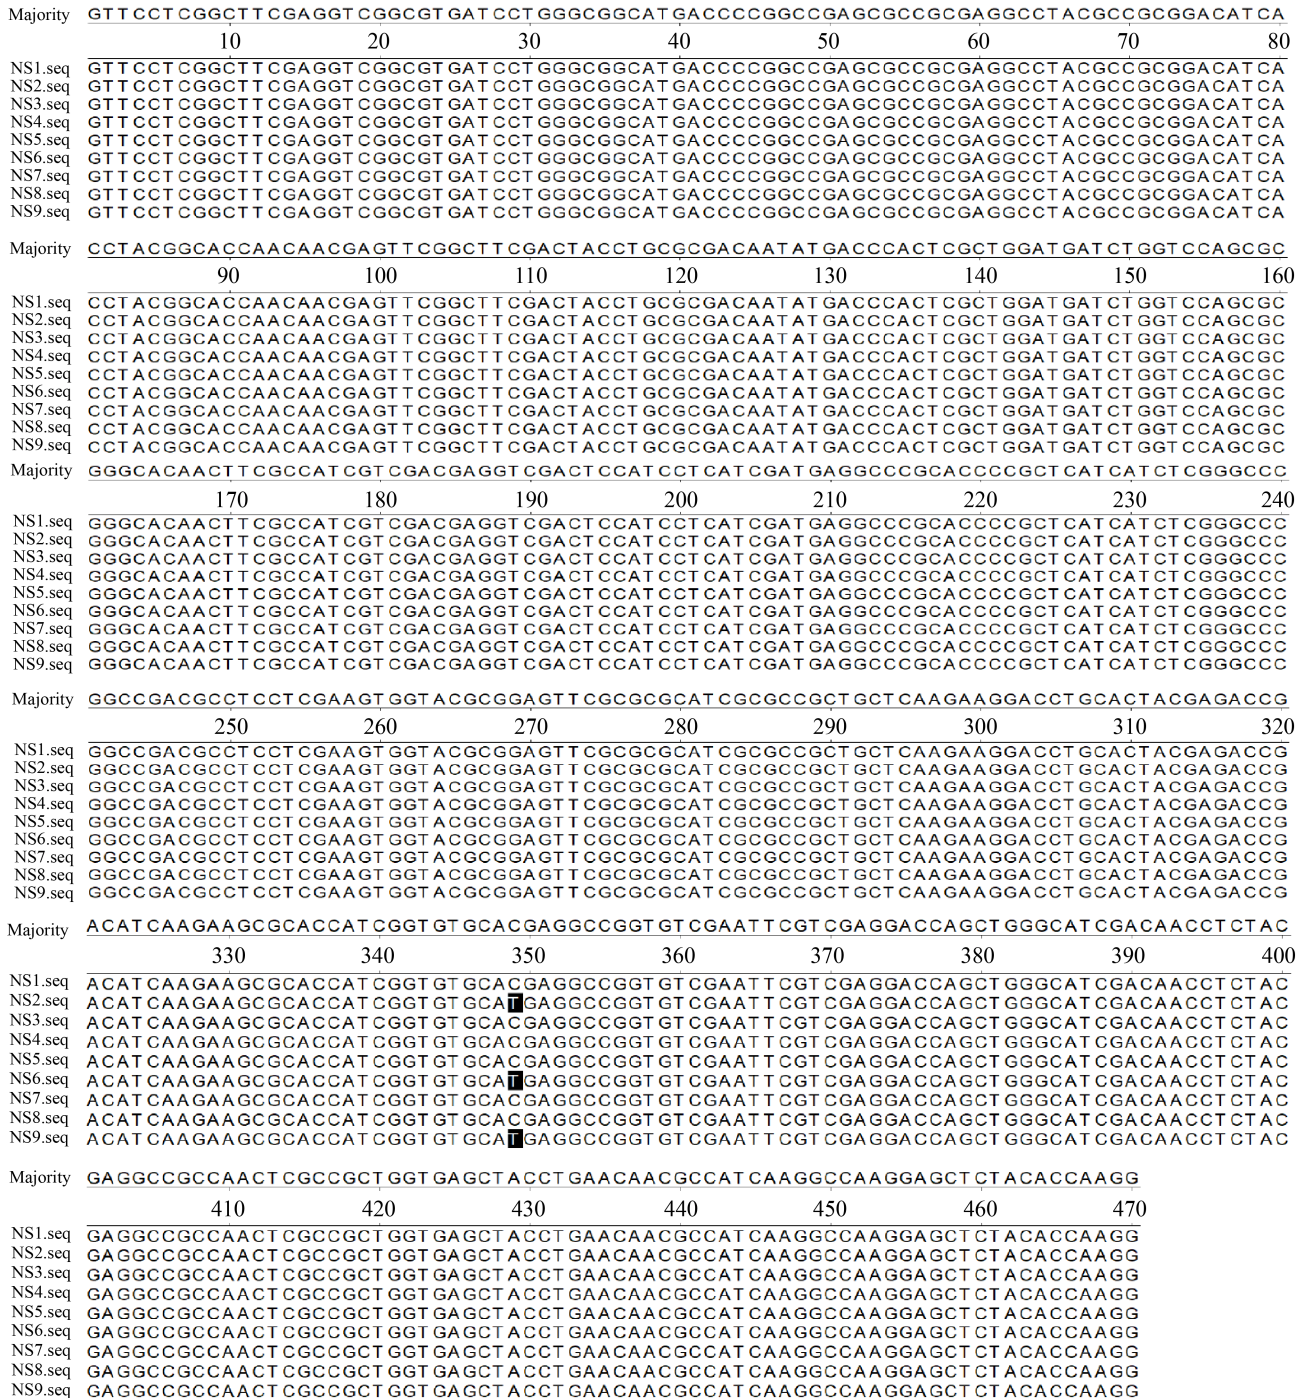 Majority GTTCCTCGGCTTCGAGGTCGGCGTGATCCTGGGCGGCATGACCCCGGCCGAGCGCCGCGAGGCCTACGCCGCGGACATCA
10 20 30 40 50 60 70 80
NS1.seq GTTCCTCGGCTTCGAGGTCGGCGTGATCCTGGGCGGCATGACCCCGGCCGAGCGCCGCGAGGCCTACGCCGCGGACATCA
NS2.seq GTTCCTCGGCTTCGAGGTCGGCGTGATCCTGGGCGGCATGACCCCGGCCGAGCGCCGCGAGGCCTACGCCGCGGACATCA
NS3.seq GTTCCTCGGCTTCGAGGTCGGCGTGATCCTGGGCGGCATGACCCCGGCCGAGCGCCGCGAGGCCTACGCCGCGGACATCA
NS4.seq GTTCCTCGGCTTCGAGGTCGGCGTGATCCTGGGCGGCATGACCCCGGCCGAGCGCCGCGAGGCCTACGCCGCGGACATCA
NS5.seq GTTCCTCGGCTTCGAGGTCGGCGTGATCCTGGGCGGCATGACCCCGGCCGAGCGCCGCGAGGCCTACGCCGCGGACATCA
NS6.seq GTTCCTCGGCTTCGAGGTCGGCGTGATCCTGGGCGGCATGACCCCGGCCGAGCGCCGCGAGGCCTACGCCGCGGACATCA
NS7.seq GTTCCTCGGCTTCGAGGTCGGCGTGATCCTGGGCGGCATGACCCCGGCCGAGCGCCGCGAGGCCTACGCCGCGGACATCA
NS8.seq GTTCCTCGGCTTCGAGGTCGGCGTGATCCTGGGCGGCATGACCCCGGCCGAGCGCCGCGAGGCCTACGCCGCGGACATCA
NS9.seq GTTCCTCGGCTTCGAGGTCGGCGTGATCCTGGGCGGCATGACCCCGGCCGAGCGCCGCGAGGCCTACGCCGCGGACATCA
Majority CCTACGGCACCAACAACGAGTTCGGCTTCGACTACCTGCGCGACAATATGACCCACTCGCTGGATGATCTGGTCCAGCGC
90 100 110 120 130 140 150 160
NS1.seq CCTACGGCACCAACAACGAGTTCGGCTTCGACTACCTGCGCGACAATATGACCCACTCGCTGGATGATCTGGTCCAGCGC
NS2.seq CCTACGGCACCAACAACGAGTTCGGCTTCGACTACCTGCGCGACAATATGACCCACTCGCTGGATGATCTGGTCCAGCGC
NS3.seq CCTACGGCACCAACAACGAGTTCGGCTTCGACTACCTGCGCGACAATATGACCCACTCGCTGGATGATCTGGTCCAGCGC
NS4.seq CCTACGGCACCAACAACGAGTTCGGCTTCGACTACCTGCGCGACAATATGACCCACTCGCTGGATGATCTGGTCCAGCGC
NS5.seq CCTACGGCACCAACAACGAGTTCGGCTTCGACTACCTGCGCGACAATATGACCCACTCGCTGGATGATCTGGTCCAGCGC
NS6.seq CCTACGGCACCAACAACGAGTTCGGCTTCGACTACCTGCGCGACAATATGACCCACTCGCTGGATGATCTGGTCCAGCGC
NS7.seq CCTACGGCACCAACAACGAGTTCGGCTTCGACTACCTGCGCGACAATATGACCCACTCGCTGGATGATCTGGTCCAGCGC
NS8.seq CCTACGGCACCAACAACGAGTTCGGCTTCGACTACCTGCGCGACAATATGACCCACTCGCTGGATGATCTGGTCCAGCGC
NS9.seq CCTACGGCACCAACAACGAGTTCGGCTTCGACTACCTGCGCGACAATATGACCCACTCGCTGGATGATCTGGTCCAGCGC
Majority GGGCACAACTTCGCCATCGTCGACGAGGTCGACTCCATCCTCATCGATGAGGCCCGCACCCCGCTCATCATCTCGGGCCC
170 180 190 200 210 220 230 240
NS1.seq GGGCACAACTTCGCCATCGTCGACGAGGTCGACTCCATCCTCATCGATGAGGCCCGCACCCCGCTCATCATCTCGGGCCC
NS2.seq GGGCACAACTTCGCCATCGTCGACGAGGTCGACTCCATCCTCATCGATGAGGCCCGCACCCCGCTCATCATCTCGGGCCC
NS3.seq GGGCACAACTTCGCCATCGTCGACGAGGTCGACTCCATCCTCATCGATGAGGCCCGCACCCCGCTCATCATCTCGGGCCC
NS4.seq GGGCACAACTTCGCCATCGTCGACGAGGTCGACTCCATCCTCATCGATGAGGCCCGCACCCCGCTCATCATCTCGGGCCC
NS5.seq GGGCACAACTTCGCCATCGTCGACGAGGTCGACTCCATCCTCATCGATGAGGCCCGCACCCCGCTCATCATCTCGGGCCC
NS6.seq GGGCACAACTTCGCCATCGTCGACGAGGTCGACTCCATCCTCATCGATGAGGCCCGCACCCCGCTCATCATCTCGGGCCC
NS7.seq GGGCACAACTTCGCCATCGTCGACGAGGTCGACTCCATCCTCATCGATGAGGCCCGCACCCCGCTCATCATCTCGGGCCC
NS8.seq GGGCACAACTTCGCCATCGTCGACGAGGTCGACTCCATCCTCATCGATGAGGCCCGCACCCCGCTCATCATCTCGGGCCC
NS9.seq GGGCACAACTTCGCCATCGTCGACGAGGTCGACTCCATCCTCATCGATGAGGCCCGCACCCCGCTCATCATCTCGGGCCC
Majority GGCCGACGCCTCCTCGAAGTGGTACGCGGAGTTCGCGCGCATCGCGCCGCTGCTCAAGAAGGACCTGCACTACGAGACCG
250 260 270 280 290 300 310 320
NS1.seq GGCCGACGCCTCCTCGAAGTGGTACGCGGAGTTCGCGCGCATCGCGCCGCTGCTCAAGAAGGACCTGCACTACGAGACCG
NS2.seq GGCCGACGCCTCCTCGAAGTGGTACGCGGAGTTCGCGCGCATCGCGCCGCTGCTCAAGAAGGACCTGCACTACGAGACCG
NS3.seq GGCCGACGCCTCCTCGAAGTGGTACGCGGAGTTCGCGCGCATCGCGCCGCTGCTCAAGAAGGACCTGCACTACGAGACCG
NS4.seq GGCCGACGCCTCCTCGAAGTGGTACGCGGAGTTCGCGCGCATCGCGCCGCTGCTCAAGAAGGACCTGCACTACGAGACCG
NS5.seq GGCCGACGCCTCCTCGAAGTGGTACGCGGAGTTCGCGCGCATCGCGCCGCTGCTCAAGAAGGACCTGCACTACGAGACCG
NS6.seq GGCCGACGCCTCCTCGAAGTGGTACGCGGAGTTCGCGCGCATCGCGCCGCTGCTCAAGAAGGACCTGCACTACGAGACCG
NS7.seq GGCCGACGCCTCCTCGAAGTGGTACGCGGAGTTCGCGCGCATCGCGCCGCTGCTCAAGAAGGACCTGCACTACGAGACCG
NS8.seq GGCCGACGCCTCCTCGAAGTGGTACGCGGAGTTCGCGCGCATCGCGCCGCTGCTCAAGAAGGACCTGCACTACGAGACCG
NS9.seq GGCCGACGCCTCCTCGAAGTGGTACGCGGAGTTCGCGCGCATCGCGCCGCTGCTCAAGAAGGACCTGCACTACGAGACCG
Majority ACATCAAGAAGCGCACCATCGGTGTGCACGAGGCCGGTGTCGAATTCGTCGAGGACCAGCTGGGCATCGACAACCTCTAC
330 340 350 360 370 380 390 400
NS1.seq ACATCAAGAAGCGCACCATCGGTGTGCACGAGGCCGGTGTCGAATTCGTCGAGGACCAGCTGGGCATCGACAACCTCTAC
NS2.seq ACATCAAGAAGCGCACCATCGGTGTGCATGAGGCCGGTGTCGAATTCGTCGAGGACCAGCTGGGCATCGACAACCTCTAC
NS3.seq ACATCAAGAAGCGCACCATCGGTGTGCACGAGGCCGGTGTCGAATTCGTCGAGGACCAGCTGGGCATCGACAACCTCTAC
NS4.seq ACATCAAGAAGCGCACCATCGGTGTGCACGAGGCCGGTGTCGAATTCGTCGAGGACCAGCTGGGCATCGACAACCTCTAC
NS5.seq ACATCAAGAAGCGCACCATCGGTGTGCACGAGGCCGGTGTCGAATTCGTCGAGGACCAGCTGGGCATCGACAACCTCTAC
NS6.seq ACATCAAGAAGCGCACCATCGGTGTGCATGAGGCCGGTGTCGAATTCGTCGAGGACCAGCTGGGCATCGACAACCTCTAC
NS7.seq ACATCAAGAAGCGCACCATCGGTGTGCACGAGGCCGGTGTCGAATTCGTCGAGGACCAGCTGGGCATCGACAACCTCTAC
NS8.seq ACATCAAGAAGCGCACCATCGGTGTGCACGAGGCCGGTGTCGAATTCGTCGAGGACCAGCTGGGCATCGACAACCTCTAC
NS9.seq ACATCAAGAAGCGCACCATCGGTGTGCATGAGGCCGGTGTCGAATTCGTCGAGGACCAGCTGGGCATCGACAACCTCTAC
Majority GAGGCCGCCAACTCGCCGCTGGTGAGCTACCTGAACAACGCCATCAAGGCCAAGGAGCTCTACACCAAGG
410 420 430 440 450 460 470
NS1.seq GAGGCCGCCAACTCGCCGCTGGTGAGCTACCTGAACAACGCCATCAAGGCCAAGGAGCTCTACACCAAGG
NS2.seq GAGGCCGCCAACTCGCCGCTGGTGAGCTACCTGAACAACGCCATCAAGGCCAAGGAGCTCTACACCAAGG
NS3.seq GAGGCCGCCAACTCGCCGCTGGTGAGCTACCTGAACAACGCCATCAAGGCCAAGGAGCTCTACACCAAGG
NS4.seq GAGGCCGCCAACTCGCCGCTGGTGAGCTACCTGAACAACGCCATCAAGGCCAAGGAGCTCTACACCAAGG
NS5.seq GAGGCCGCCAACTCGCCGCTGGTGAGCTACCTGAACAACGCCATCAAGGCCAAGGAGCTCTACACCAAGG
NS6.seq GAGGCCGCCAACTCGCCGCTGGTGAGCTACCTGAACAACGCCATCAAGGCCAAGGAGCTCTACACCAAGG
NS7.seq GAGGCCGCCAACTCGCCGCTGGTGAGCTACCTGAACAACGCCATCAAGGCCAAGGAGCTCTACACCAAGG
NS8.seq GAGGCCGCCAACTCGCCGCTGGTGAGCTACCTGAACAACGCCATCAAGGCCAAGGAGCTCTACACCAAGG
NS9.seq GAGGCCGCCAACTCGCCGCTGGTGAGCTACCTGAACAACGCCATCAAGGCCAAGGAGCTCTACACCAAGG